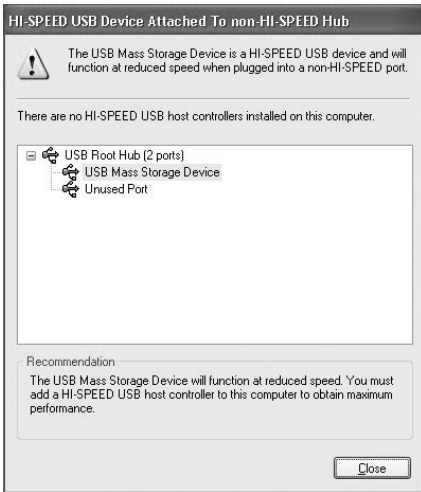 HI-SPEED USB Device Attached To non-HI-SPEED Hub
The USB Mass Storage Device is a HI-SPEED USB device and will
function at reduced speed when plugged into a non-HI-SPEED port.
There are no HI-SPEED USB host controllers installed on this computer.
USB Root Hub (2 ports)
USB Mass Storage Device
Unused Port
Recommendation
The USB Mass Storage Device will function at reduced speed. You must
add a HI-SPEED USB host controller to this computer to obtain maximum
performance.
Close